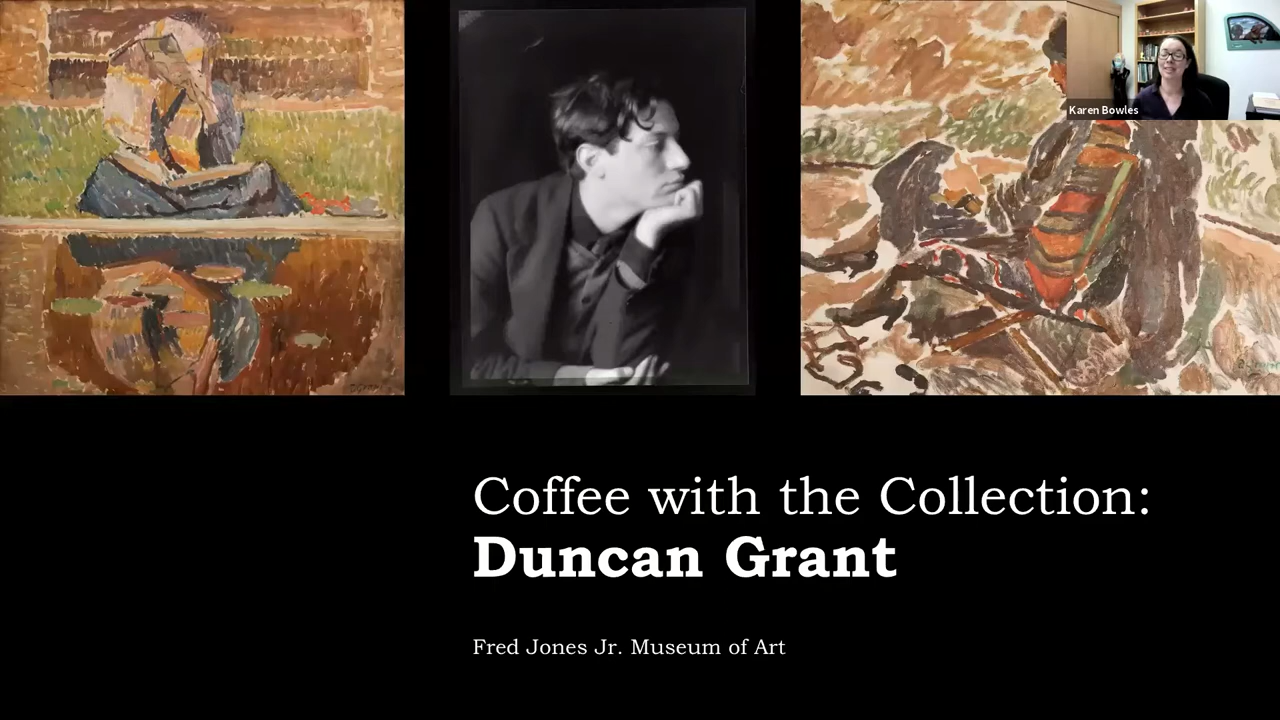 Karen Bowles
Coffee with the Collection:
Duncan Grant
Fred Jones Jr. Museum of Art